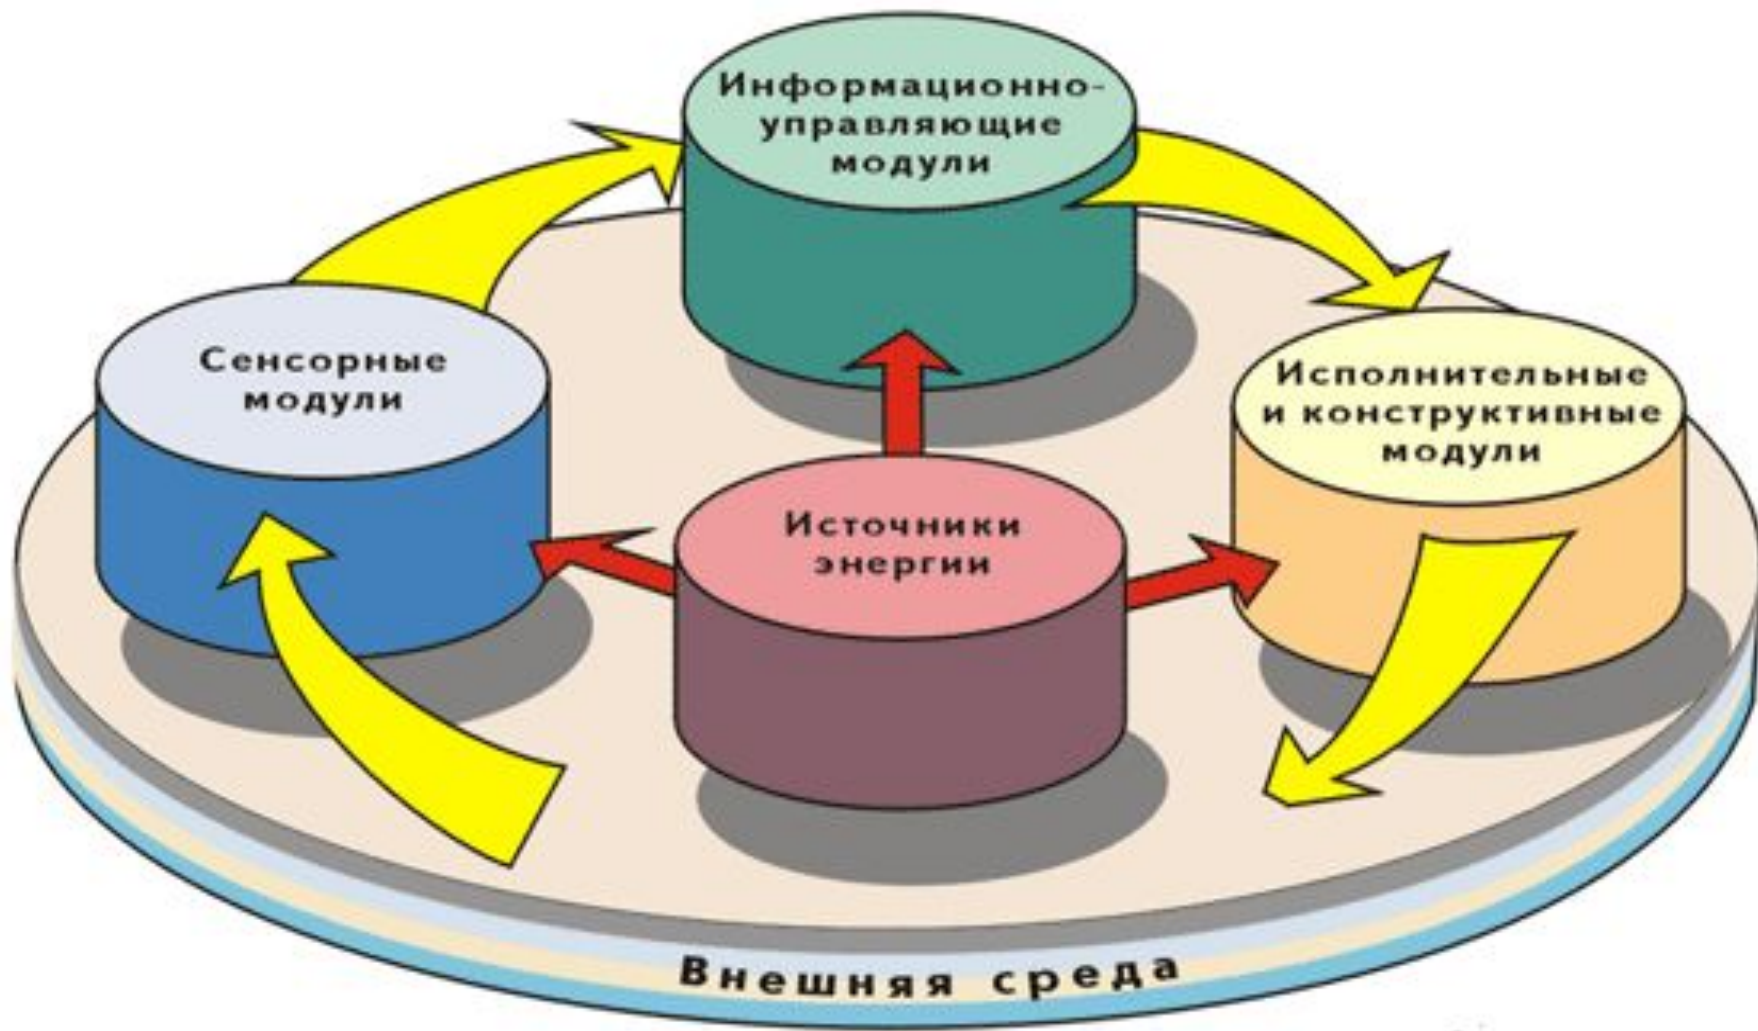 Информационно-
управляющие
модули
Сенсорные
модули
Исполнительные
и конструктивные
модули
Источники
энергии
Внешняя среда